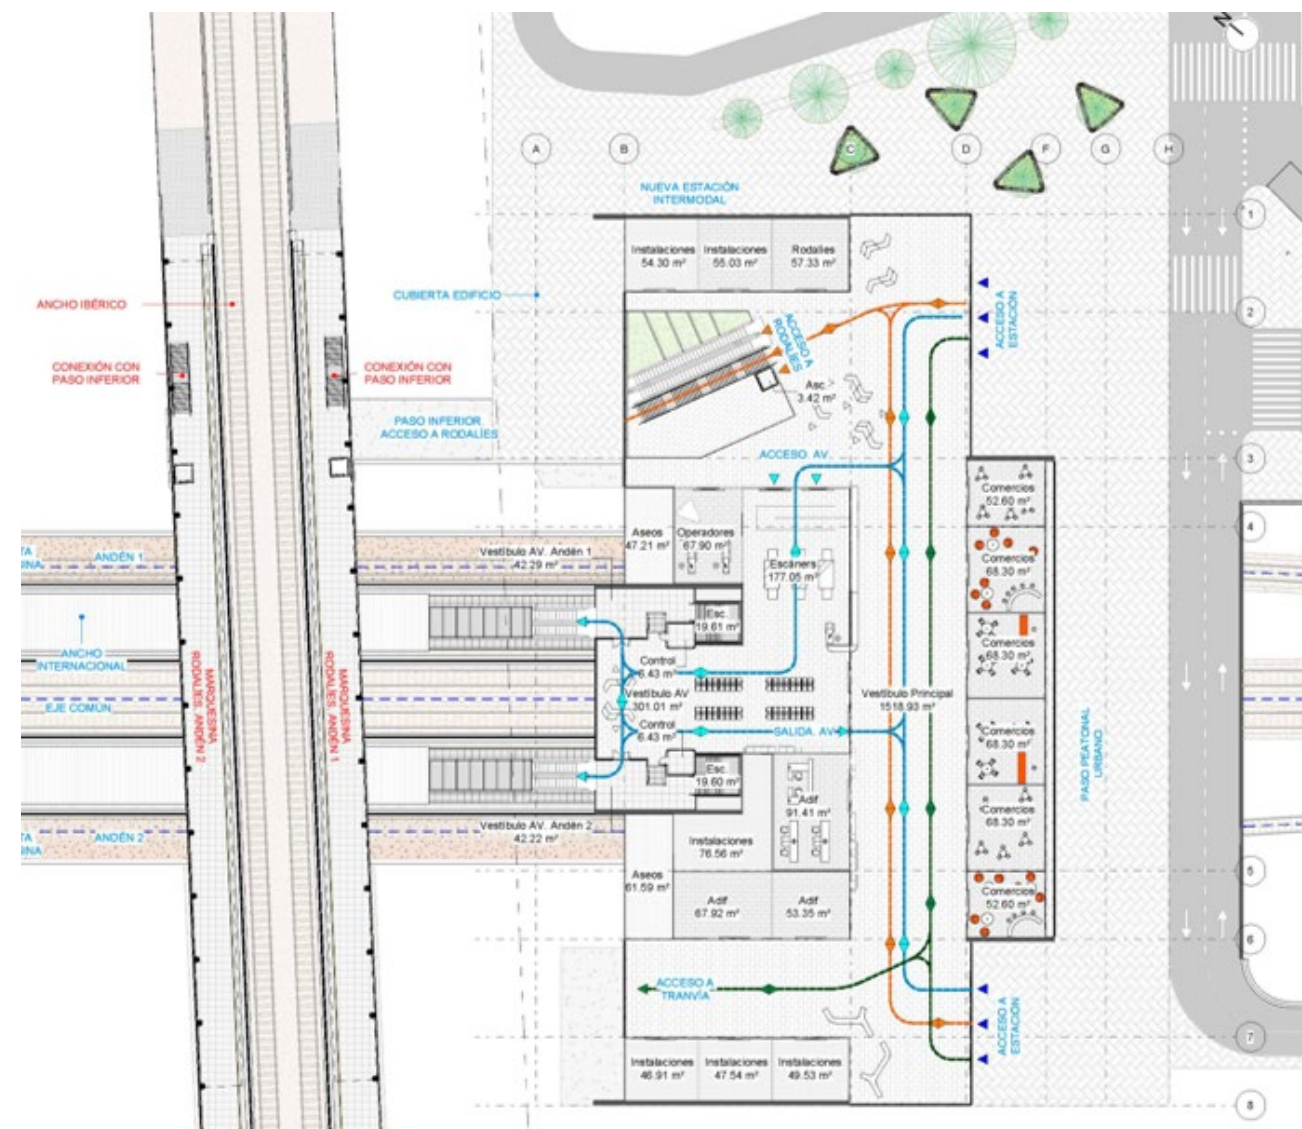 N
A
B
C
D
F
G
H
NUEVA ESTACIÓN
INTERMODAL
1
Instalaciones
54.30 m²
Instalaciones
55.03 m²
Rodalies
57.33 m²
ANCHO IBÉRICO
CUBIERTA EDIFICIO
2
ACCESO A
ESTACIÓN
ACCESO A
RODALÍES
CONEXIÓN CON
PASO INFERIOR
CONEXIÓN CON
PASO INFERIOR
Asc.
3.42 m²
PASO INFERIOR
ACCESO A RODALÍES
ACCESO AV
3
Comercios
52.60 m²
4
Aseos
47.21 m²
Operadores
67.90 m²
ANDÉN 1
Vestíbulo AV. Andén 1
42.29 m²
Escáners
177.05 m²
Comercios
68.30 m²
Esc.
19.61 m²
ANCHO
INTERNACIONAL
MARQUESINA
RODALÍES. ANDÉN 2
MARQUESINA
RODALÍES. ANDÉN 1
Control
6.43 m²
Comercios
68.30 m²
EJE COMÚN
Vestíbulo AV
301.01 m²
Vestíbulo Principal
1518.93 m²
Control
6.43 m²
SALIDA AV
Comercios
68.30 m²
PASO PEATONAL
URBANO
Esc.
19.60 m²
Adif
91.41 m²
Comercios
68.30 m²
ANDÉN 2
Vestíbulo AV. Andén 2
42.22 m²
Instalaciones
76.56 m²
5
Aseos
61.59 m²
Adif
67.92 m²
Adif
53.35 m²
Comercios
52.60 m²
6
ACCESO A
TRANVÍA
ACCESO A
ESTACIÓN
7
Instalaciones
46.91 m²
Instalaciones
47.54 m²
Instalaciones
49.53 m²
8